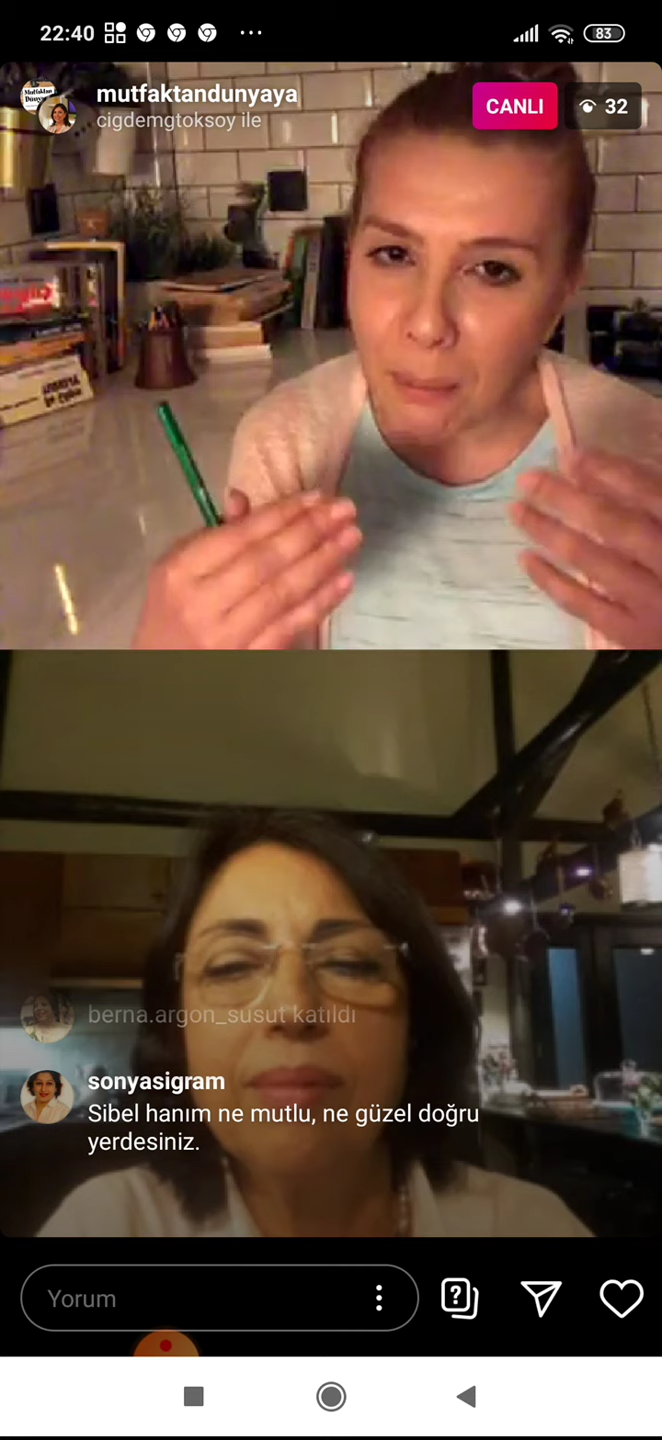 22:40
83
mutfaktandunyaya
cigdemgtoksoy ile
CANLI
32
berna.argon_susut katıldı
sonyasigram
Sibel hanım ne mutlu, ne güzel doğru
yerdesiniz.
Yorum